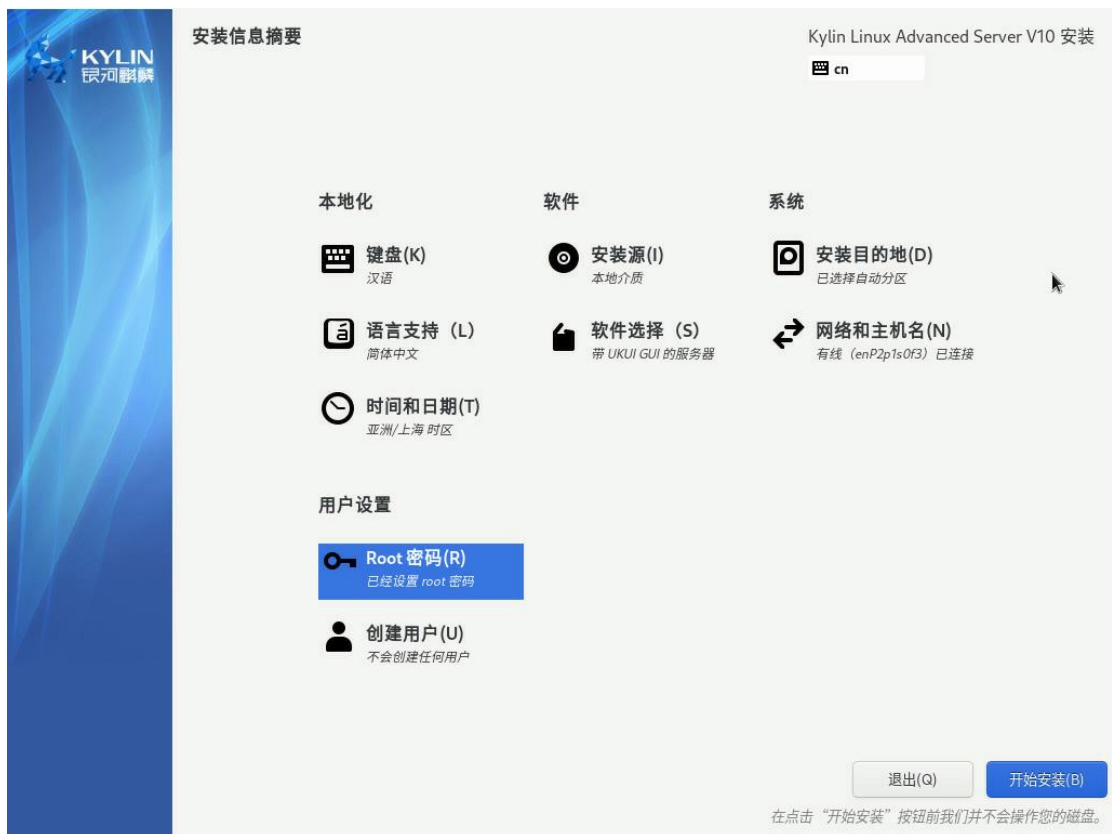 KYLIN
银河麒麟
安装信息摘要
Kylin Linux Advanced Server V10 安装
cn
本地化
键盘(K)
汉语
语言支持（L）
简体中文
时间和日期(T)
亚洲/上海 时区
软件
安装源(I)
本地介质
软件选择（S）
带 UKUI GUI 的服务器
系统
安装目的地(D)
已选择自动分区
网络和主机名(N)
有线（enP2p1s0f3）已连接
用户设置
Root 密码(R)
已经设置 root 密码
创建用户(U)
不会创建任何用户
退出(Q)
开始安装(B)
在点击“开始安装”按钮前我们并不会操作您的磁盘。